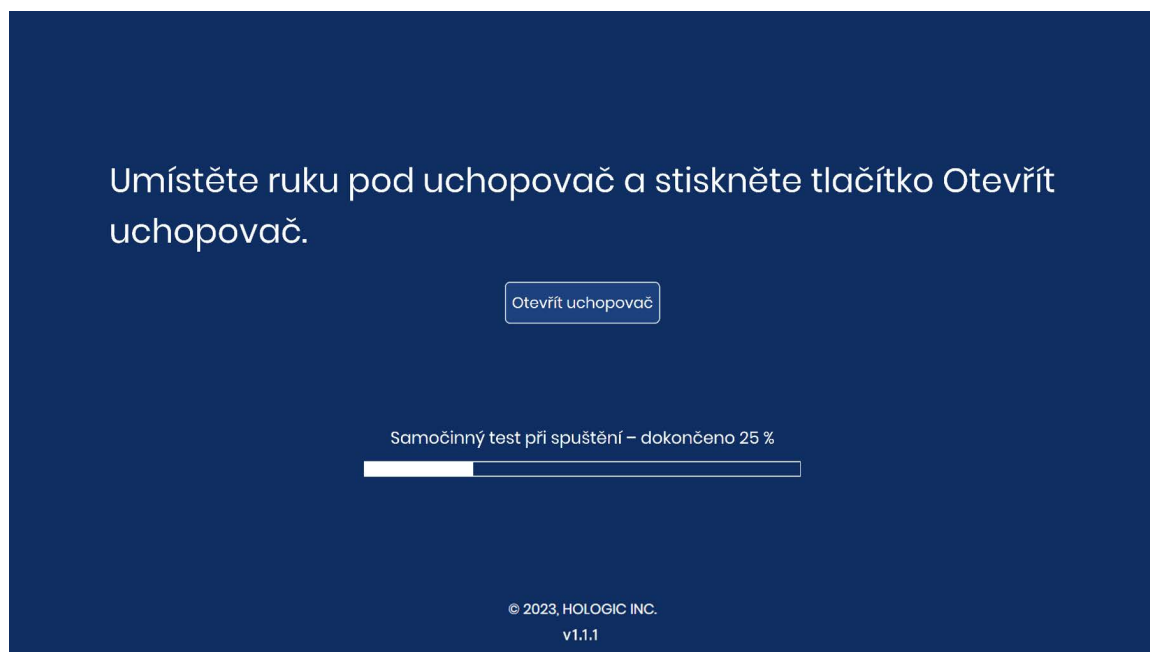 Umístěte ruku pod uchopovač a stiskněte tlačítko Otevřít
uchopovač.
Otevřít uchopovač
Samočinný test při spuštění – dokončeno 25 %
© 2023, HOLOGIC INC.
v1.1.1